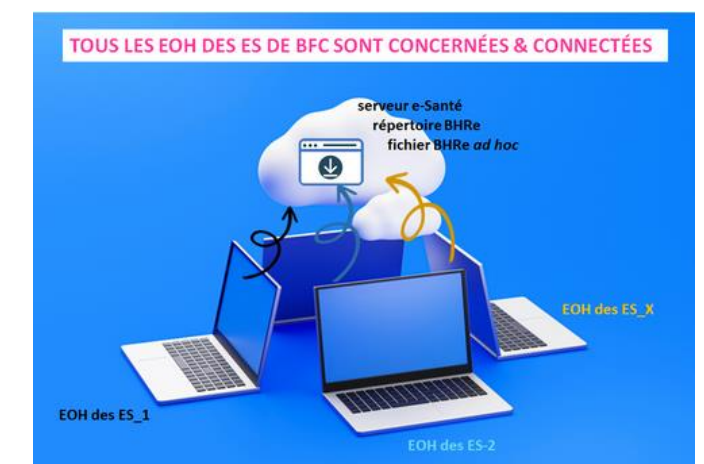 TOUS LES EOH DES ES DE BFC SONT CONCERNÉES & CONNECTÉES
serveur e-Santé
répertoire BHRe
fichier BHRe ad hoc
EOH des ES_X
EOH des ES_1
EOH des ES-2